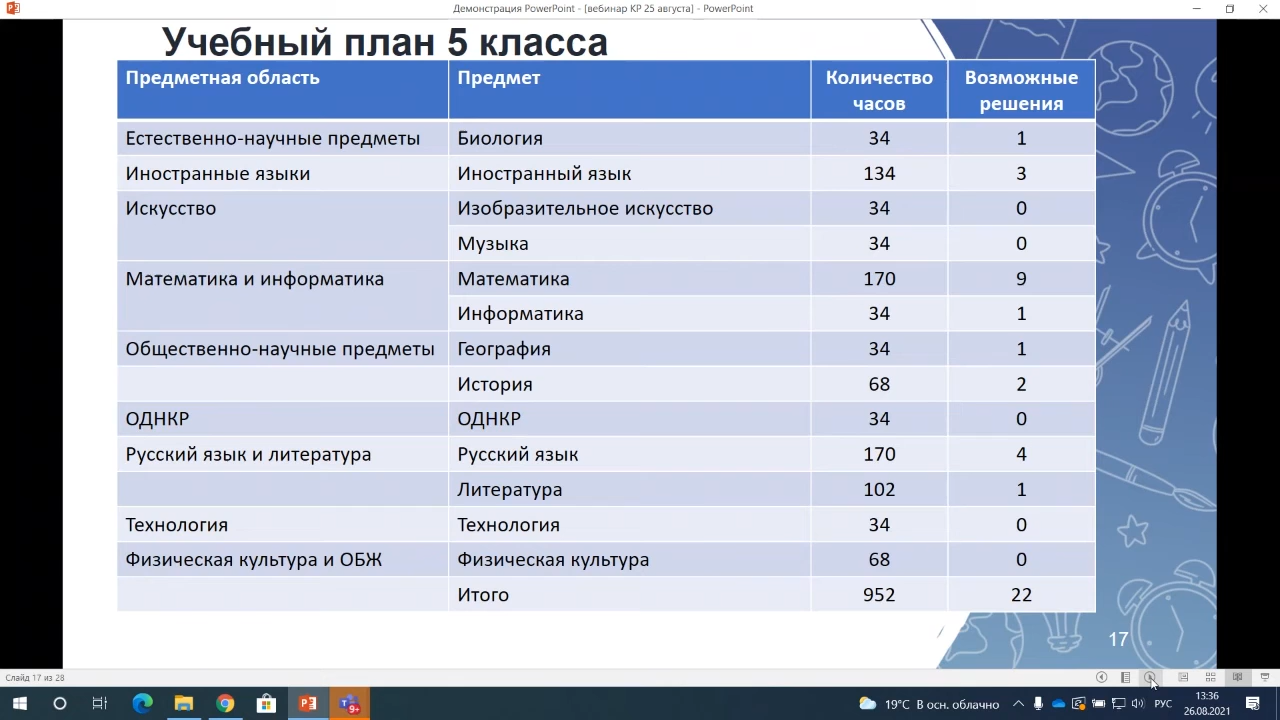 Демонстрация PowerPoint - [вебинар КР 25 августа] - PowerPoint
Учебный план 5 класса
Предметная область Предмет Количество часов Возможные решения
Естественно-научные предметы Биология 34 1
Иностранные языки Иностранный язык 134 3
Искусство Изобразительное искусство 34 0
Музыка 34 0
Математика и информатика Математика 170 9
Информатика 34 1
Общественно-научные предметы География 34 1
История 68 2
ОДНКР ОДНКР 34 0
Русский язык и литература Русский язык 170 4
Литература 102 1
Технология Технология 34 0
Физическая культура и ОБЖ Физическая культура 68 0
Итого 952 22
17
Слайд 17 из 28
9+
19°C В осн. облачно
РУС
13:36
26.08.2021